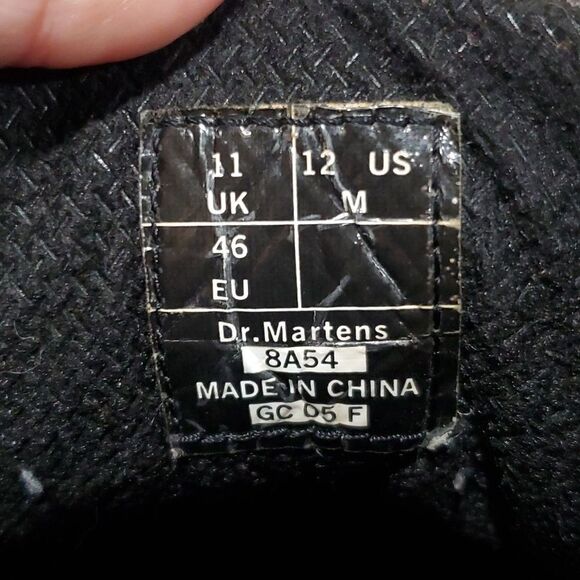 11 12 US
UK M
46
EU
Dr.Martens
8A54
MADE IN CHINA
GC 05 F